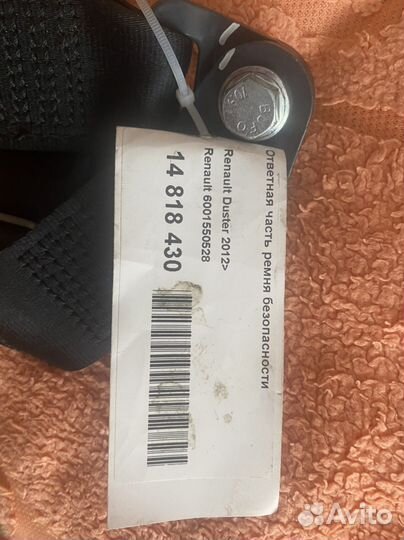 Ответная часть ремня безопасности
Renault Duster 2012>
Renault 6001550528
14 818 430
Avito